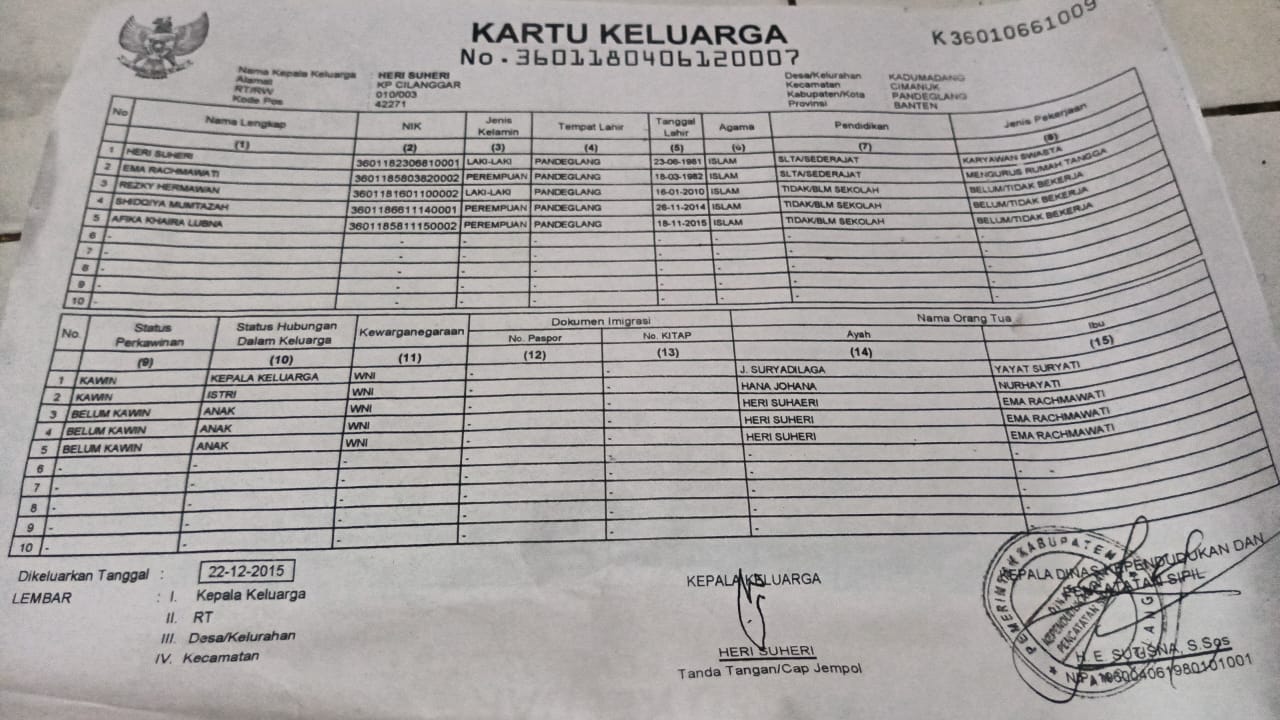 KARTU KELUARGA
No.3601180406120007
K36010661009
Nama Kepala Keluarga : HERI SUHERI
Alamat : KP CILANGGAR
RT/RW : 010/003
Kode Pos : 42271
Desa/Kelurahan : KADUMADANG
Kecamatan : CIMANUK
Kabupaten/Kota : PANDEGLANG
Provinsi : BANTEN
No Nama Lengkap NIK Jenis Kelamin Tempat Lahir Tanggal Lahir Agama Pendidikan Jenis Pekerjaan
(1) (2) (3) (4) (5) (6) (7) (8)
1 HERI SUHERI 3601182306810001 LAKI-LAKI PANDEGLANG 23-06-1981 ISLAM SLTA/SEDERAJAT KARYAWAN SWASTA
2 EMA RACHMAWATI 3601185803820002 PEREMPUAN PANDEGLANG 18-03-1982 ISLAM SLTA/SEDERAJAT MENGURUS RUMAH TANGGA
3 REZKY HERMAWAN 3601181601100002 LAKI-LAKI PANDEGLANG 16-01-2010 ISLAM TIDAK/BLM SEKOLAH BELUM/TIDAK BEKERJA
4 SHIDQIYA MUMTAZAH 3601186611140001 PEREMPUAN PANDEGLANG 26-11-2014 ISLAM TIDAK/BLM SEKOLAH BELUM/TIDAK BEKERJA
5 AFIKA KHAIRA LUBNA 3601185811150002 PEREMPUAN PANDEGLANG 18-11-2015 ISLAM TIDAK/BLM SEKOLAH BELUM/TIDAK BEKERJA
6 - - - - - - - -
7 - - - - - - - -
8 - - - - - - - -
9 - - - - - - - -
10 - - - - - - - -
No. Status Perkawinan Status Hubungan Dalam Keluarga Kewarganegaraan Dokumen Imigrasi Nama Orang Tua
No. Paspor No. KITAP Ayah Ibu
(9) (10) (11) (12) (13) (14) (15)
1 KAWIN KEPALA KELUARGA WNI - - J. SURYADILAGA YAYAT SURYATI
2 KAWIN ISTRI WNI - - HANA JOHANA NURHAYATI
3 BELUM KAWIN ANAK WNI - - HERI SUHAERI EMA RACHMAWATI
4 BELUM KAWIN ANAK WNI - - HERI SUHERI EMA RACHMAWATI
5 BELUM KAWIN ANAK WNI - - HERI SUHERI EMA RACHMAWATI
6 - - - - - - -
7 - - - - - - -
8 - - - - - - -
9 - - - - - - -
10 - - - - - - -
Dikeluarkan Tanggal : 22-12-2015
LEMBAR : I. Kepala Keluarga
II. RT
III. Desa/Kelurahan
IV. Kecamatan
KEPALA KELUARGA
HERI SUHERI
Tanda Tangan/Cap Jempol
KEPALA DINAS KEPENDUDUKAN DAN
PENCATATAN SIPIL
H. E SUTISNA, S.Sos
NIP. 196004061980101001